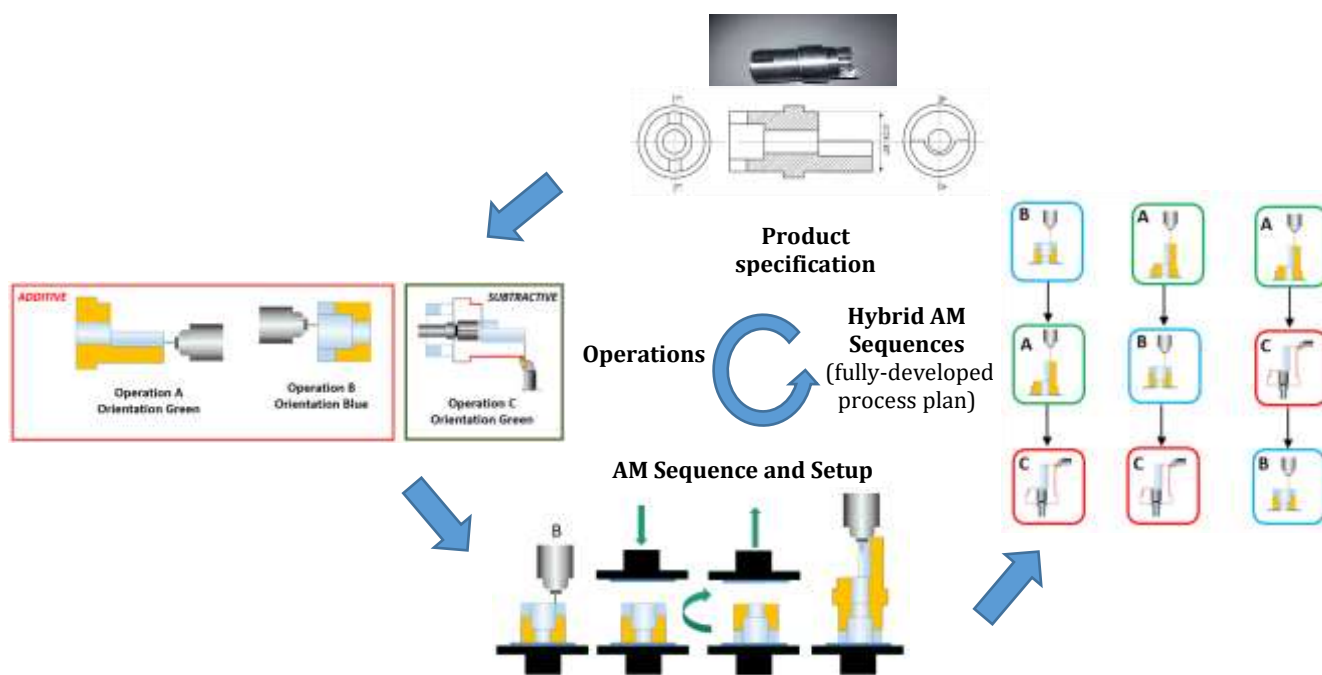 Product
specification
ADDITIVE
Operation A
Orientation Green
Operation B
Orientation Blue
SUBTRACTIVE
Operation C
Orientation Green
Operations
Hybrid AM
Sequences
(fully-developed
process plan)
AM Sequence and Setup
B
B
A
C
A
B
C
A
C
B